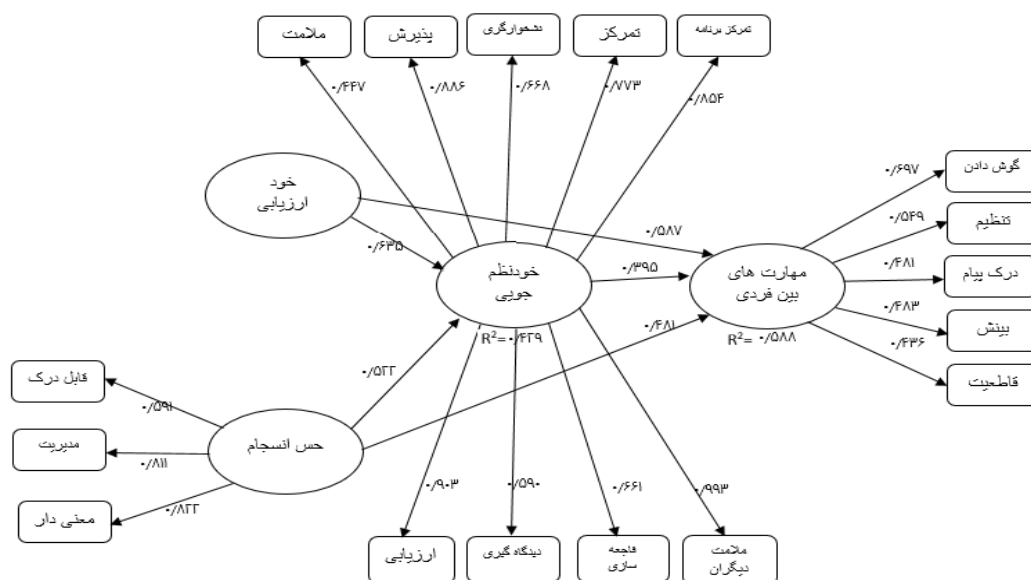 ملامت
پذیرش
نشخوارگری
تمرکز
تمرکز برنامه
۰/۴۴۷
۰/۸۸۶
۰/۶۶۸
۰/۷۷۳
۰/۸۵۴
خود
ارزیابی
۰/۶۳۵
۰/۵۸۷
گوش دادن
۰/۶۹۷
تنظیم
۰/۵۴۹
درک پیام
۰/۴۸۱
بینش
۰/۴۸۳
قاطعیت
۰/۴۳۶
خودنظم
جویی
R²=۰/۴۲۹
۰/۳۹۵
مهارت های
بین فردی
R²= ۰/۵۸۸
۰/۴۸۱
۰/۵۲۲
قابل درک
۰/۵۹۱
مدیریت
۰/۸۱۱
معنی دار
۰/۸۲۲
حس انسجام
۰/۹۰۳
۰/۵۹۰
۰/۶۶۱
۰/۹۹۳
ارزیابی
دیدگاه گیری
فاجعه
سازی
ملامت
دیگران